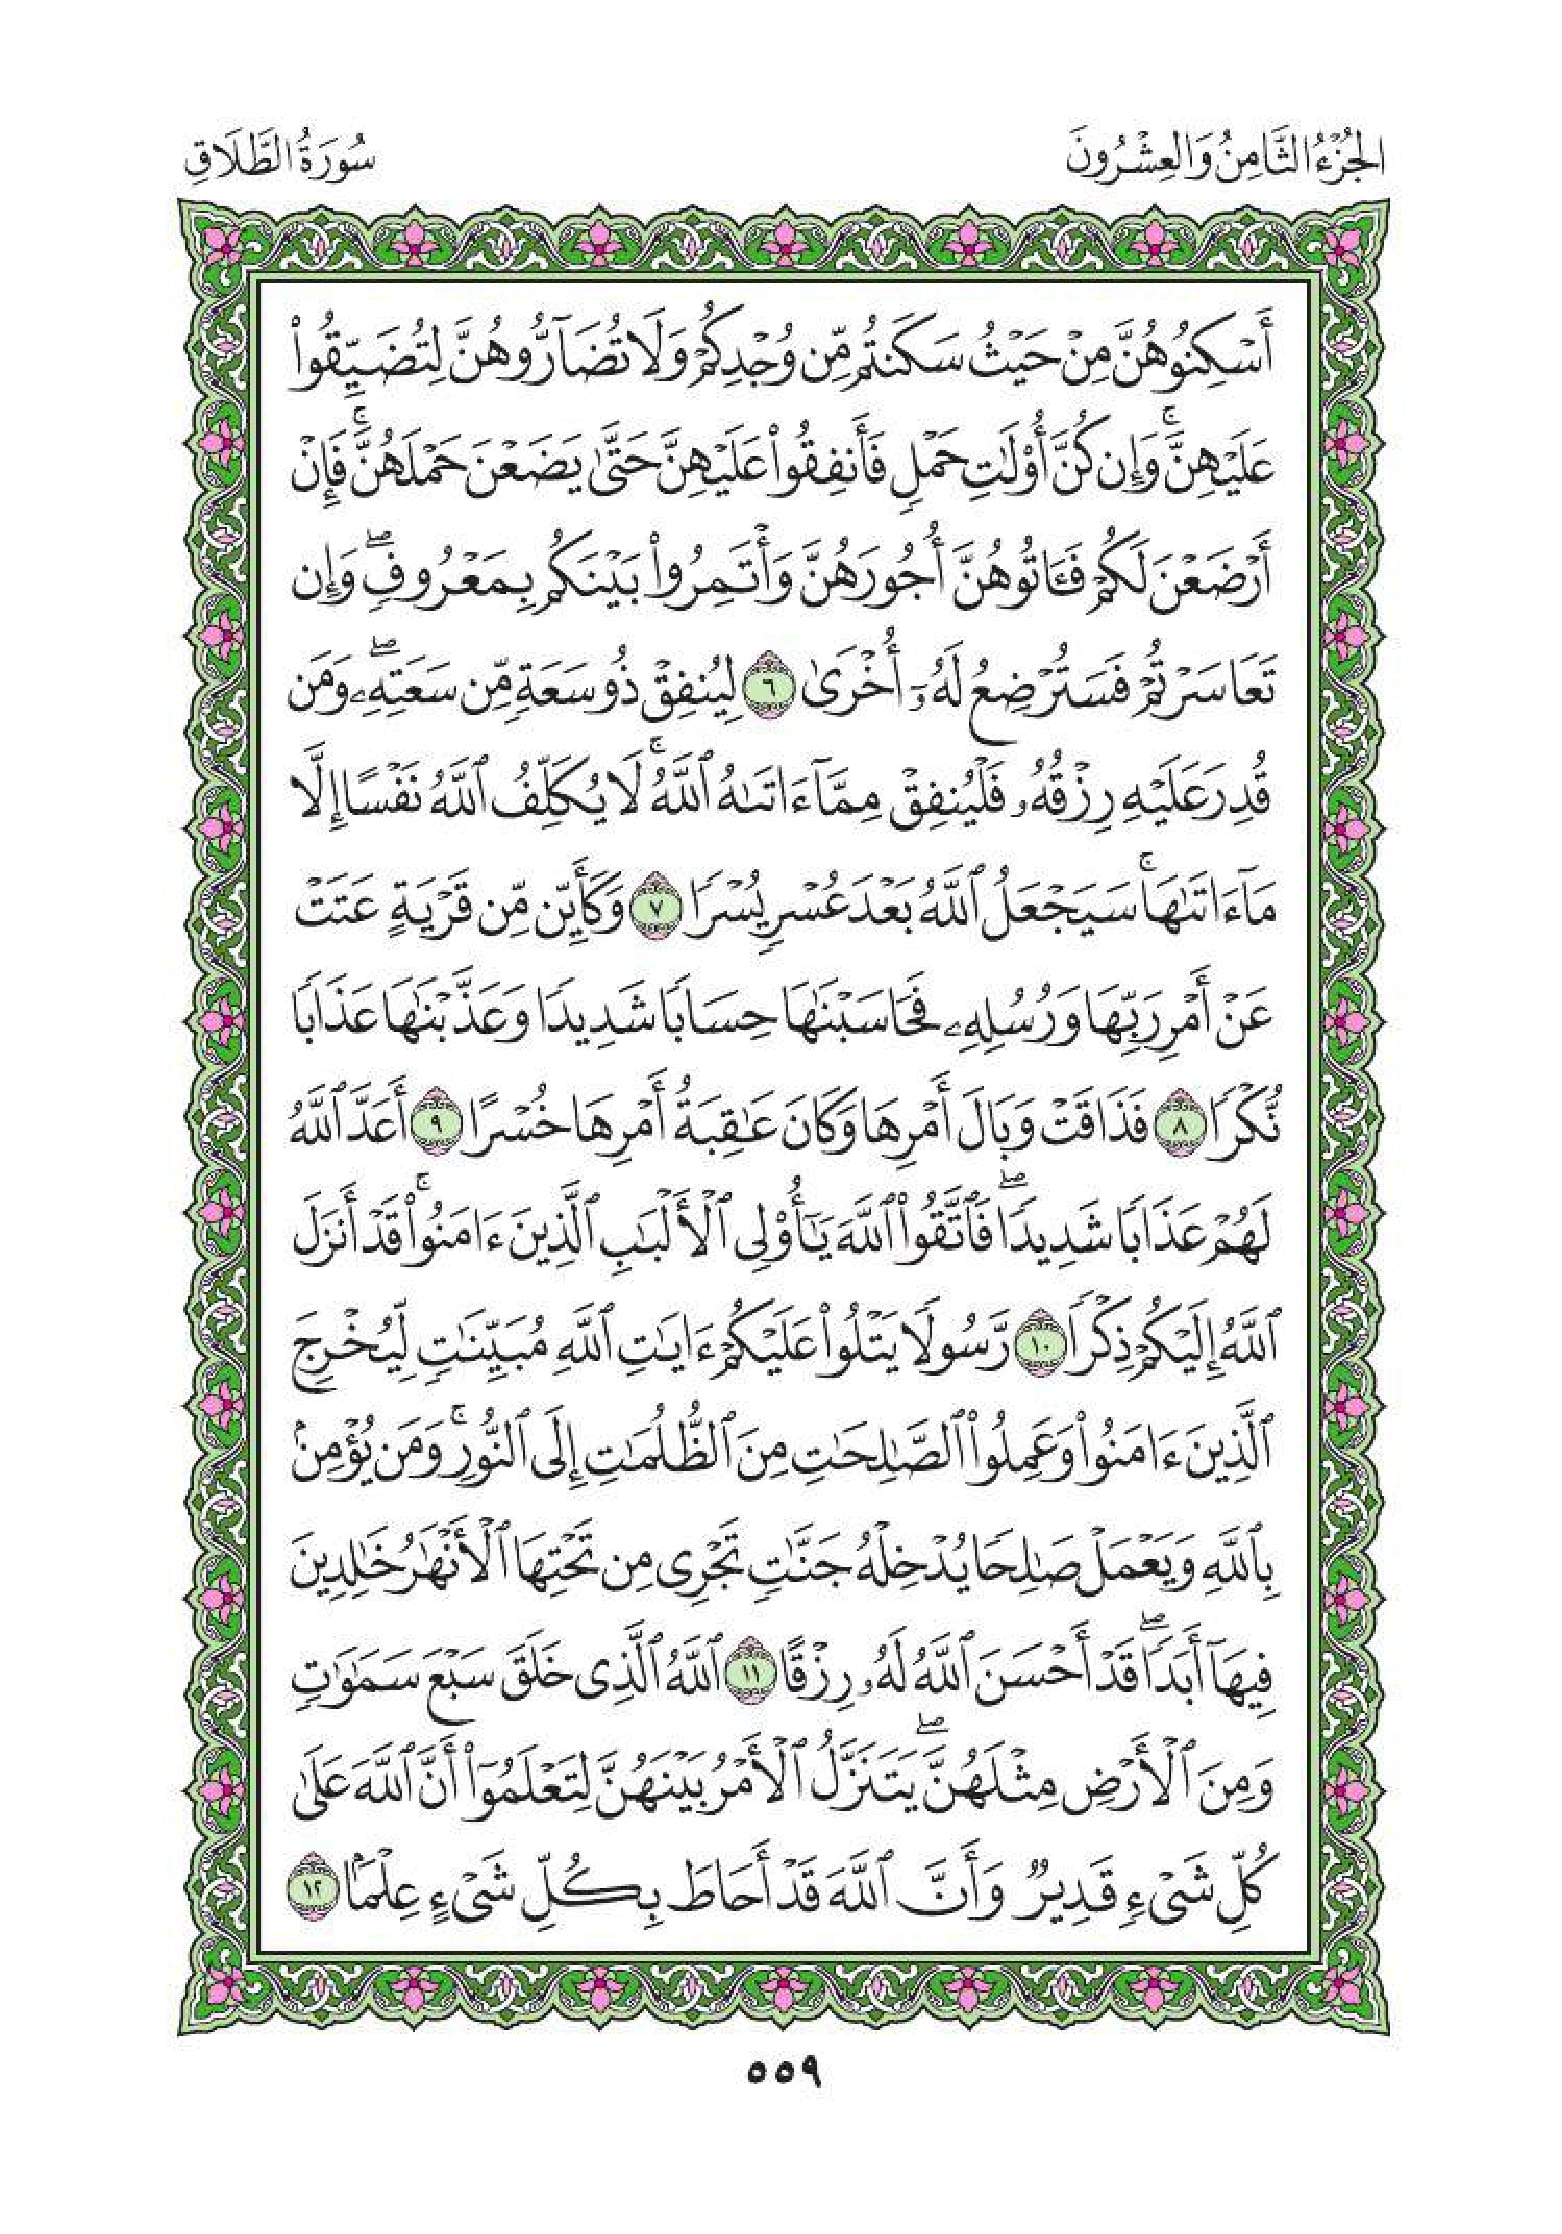 الجُزْءُ الثَّامِنُ وَالعِشْرُونَ
سُورَةُ الطَّلَاقِ
أَسْكِنُوهُنَّ مِنْ حَيْثُ سَكَنتُم مِّن وُجْدِكُمْ وَلَا تُضَآرُّوهُنَّ لِتُضَيِّقُوا۟
عَلَيْهِنَّ ۚ وَإِن كُنَّ أُو۟لَـٰتِ حَمْلٍ فَأَنفِقُوا۟ عَلَيْهِنَّ حَتَّىٰ يَضَعْنَ حَمْلَهُنَّ ۚ فَإِنْ
أَرْضَعْنَ لَكُمْ فَـَٔاتُوهُنَّ أُجُورَهُنَّ وَأْتَمِرُوا۟ بَيْنَكُم بِمَعْرُوفٍ ۖ وَإِن
تَعَاسَرْتُمْ فَسَتُرْضِعُ لَهُۥٓ أُخْرَىٰ ٦ لِيُنفِقْ ذُو سَعَةٍ مِّن سَعَتِهِۦ ۖ وَمَن
قُدِرَ عَلَيْهِ رِزْقُهُۥ فَلْيُنفِقْ مِمَّآ ءَاتَىٰهُ ٱللَّهُ ۚ لَا يُكَلِّفُ ٱللَّهُ نَفْسًا إِلَّا
مَآ ءَاتَىٰهَا ۚ سَيَجْعَلُ ٱللَّهُ بَعْدَ عُسْرٍ يُسْرًا ٧ وَكَأَيِّن مِّن قَرْيَةٍ عَتَتْ
عَنْ أَمْرِ رَبِّهَا وَرُسُلِهِۦ فَحَاسَبْنَـٰهَا حِسَابًا شَدِيدًا وَعَذَّبْنَـٰهَا عَذَابًا
نُّكْرًا ٨ فَذَاقَتْ وَبَالَ أَمْرِهَا وَكَانَ عَـٰقِبَةُ أَمْرِهَا خُسْرًا ٩ أَعَدَّ ٱللَّهُ
لَهُمْ عَذَابًا شَدِيدًا ۖ فَٱتَّقُوا۟ ٱللَّهَ يَـٰٓأُو۟لِى ٱلْأَلْبَـٰبِ ٱلَّذِينَ ءَامَنُوا۟ ۚ قَدْ أَنزَلَ
ٱللَّهُ إِلَيْكُمْ ذِكْرًا ١٠ رَّسُولًا يَتْلُوا۟ عَلَيْكُمْ ءَايَـٰتِ ٱللَّهِ مُبَيِّنَـٰتٍ لِّيُخْرِجَ
ٱلَّذِينَ ءَامَنُوا۟ وَعَمِلُوا۟ ٱلصَّـٰلِحَـٰتِ مِنَ ٱلظُّلُمَـٰتِ إِلَى ٱلنُّورِ ۚ وَمَن يُؤْمِنۢ
بِٱللَّهِ وَيَعْمَلْ صَـٰلِحًا يُدْخِلْهُ جَنَّـٰتٍ تَجْرِى مِن تَحْتِهَا ٱلْأَنْهَـٰرُ خَـٰلِدِينَ
فِيهَآ أَبَدًا ۖ قَدْ أَحْسَنَ ٱللَّهُ لَهُۥ رِزْقًا ١١ ٱللَّهُ ٱلَّذِى خَلَقَ سَبْعَ سَمَـٰوَٰتٍ
وَمِنَ ٱلْأَرْضِ مِثْلَهُنَّ ۖ يَتَنَزَّلُ ٱلْأَمْرُ بَيْنَهُنَّ لِتَعْلَمُوٓا۟ أَنَّ ٱللَّهَ عَلَىٰ
كُلِّ شَىْءٍ قَدِيرٌ وَأَنَّ ٱللَّهَ قَدْ أَحَاطَ بِكُلِّ شَىْءٍ عِلْمًۢا ١٢
٥٥٩